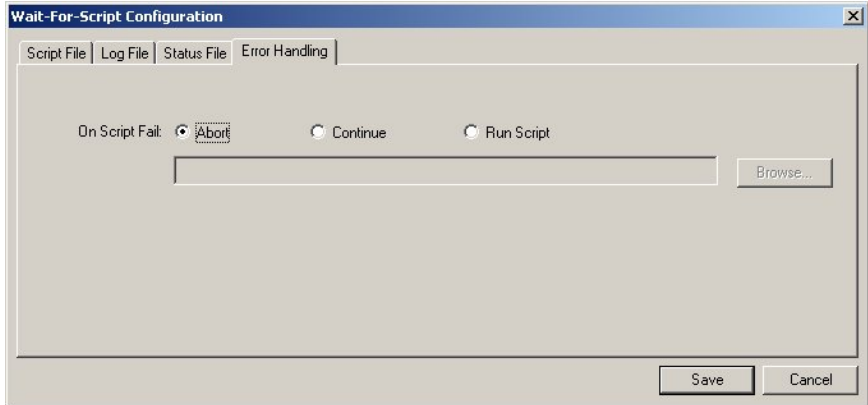 Wait-For-Script Configuration
Script File Log File Status File Error Handling
On Script Fail: Abort Continue Run Script
Browse...
Save Cancel